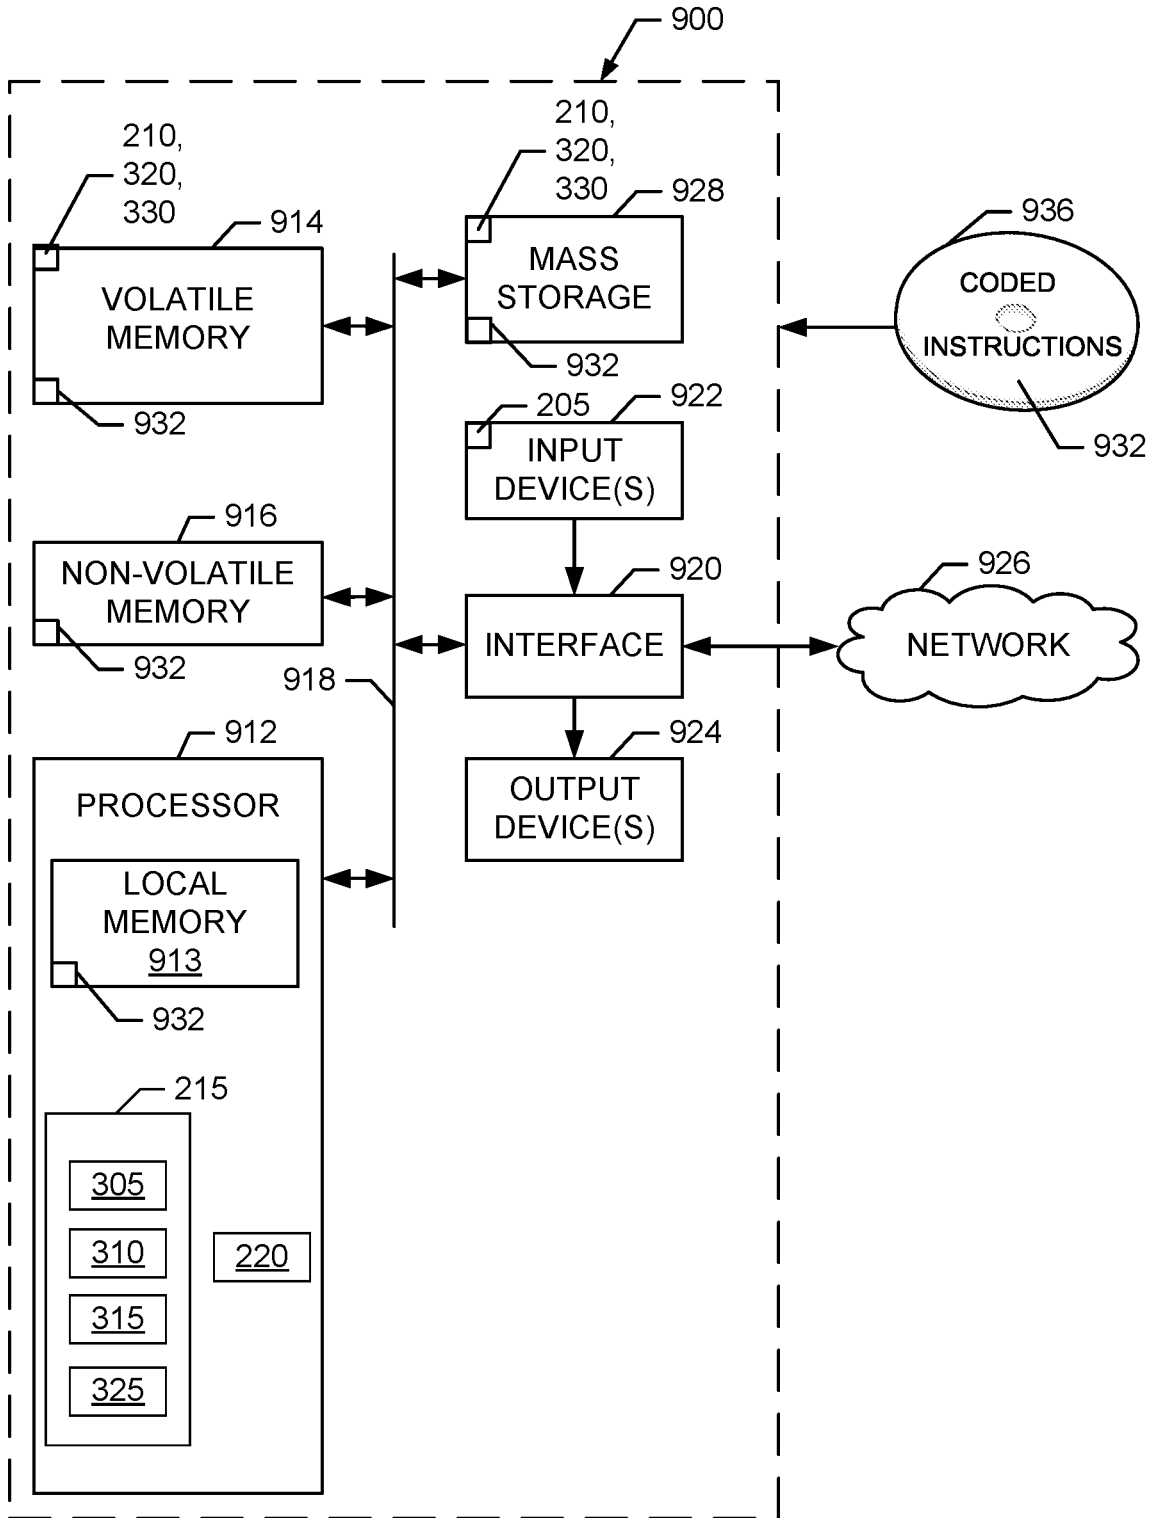 900
210,
320,
330
914
VOLATILE
MEMORY
932
916
NON-VOLATILE
MEMORY
932
918
912
PROCESSOR
LOCAL
MEMORY
913
932
215
305
310
315
325
220
210,
320,
330
928
MASS
STORAGE
932
205
922
INPUT
DEVICE(S)
920
INTERFACE
924
OUTPUT
DEVICE(S)
936
CODED
INSTRUCTIONS
932
926
NETWORK